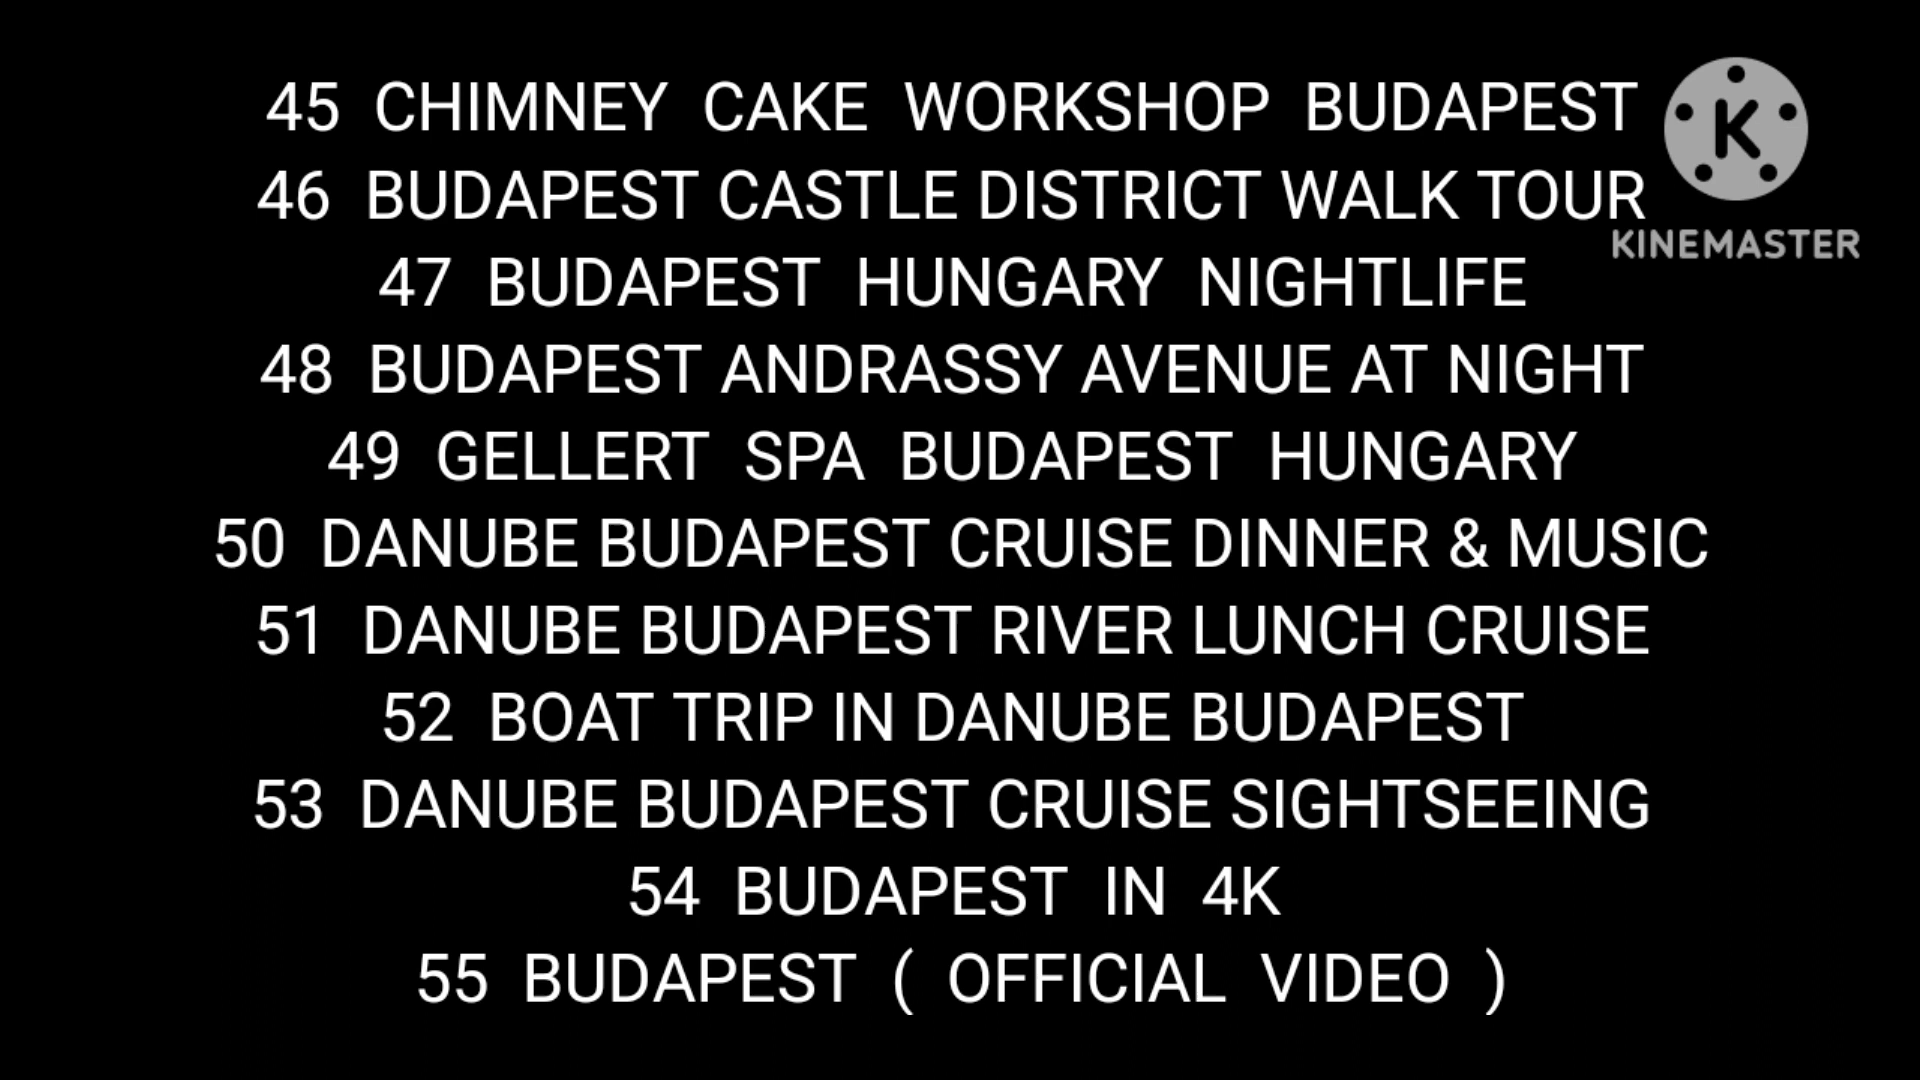 45 CHIMNEY CAKE WORKSHOP BUDAPEST
46 BUDAPEST CASTLE DISTRICT WALK TOUR
K
KINEMASTER
47 BUDAPEST HUNGARY NIGHTLIFE
48 BUDAPEST ANDRASSY AVENUE AT NIGHT
49 GELLERT SPA BUDAPEST HUNGARY
50 DANUBE BUDAPEST CRUISE DINNER & MUSIC
51 DANUBE BUDAPEST RIVER LUNCH CRUISE
52 BOAT TRIP IN DANUBE BUDAPEST
53 DANUBE BUDAPEST CRUISE SIGHTSEEING
54 BUDAPEST IN 4K
55 BUDAPEST ( OFFICIAL VIDEO )